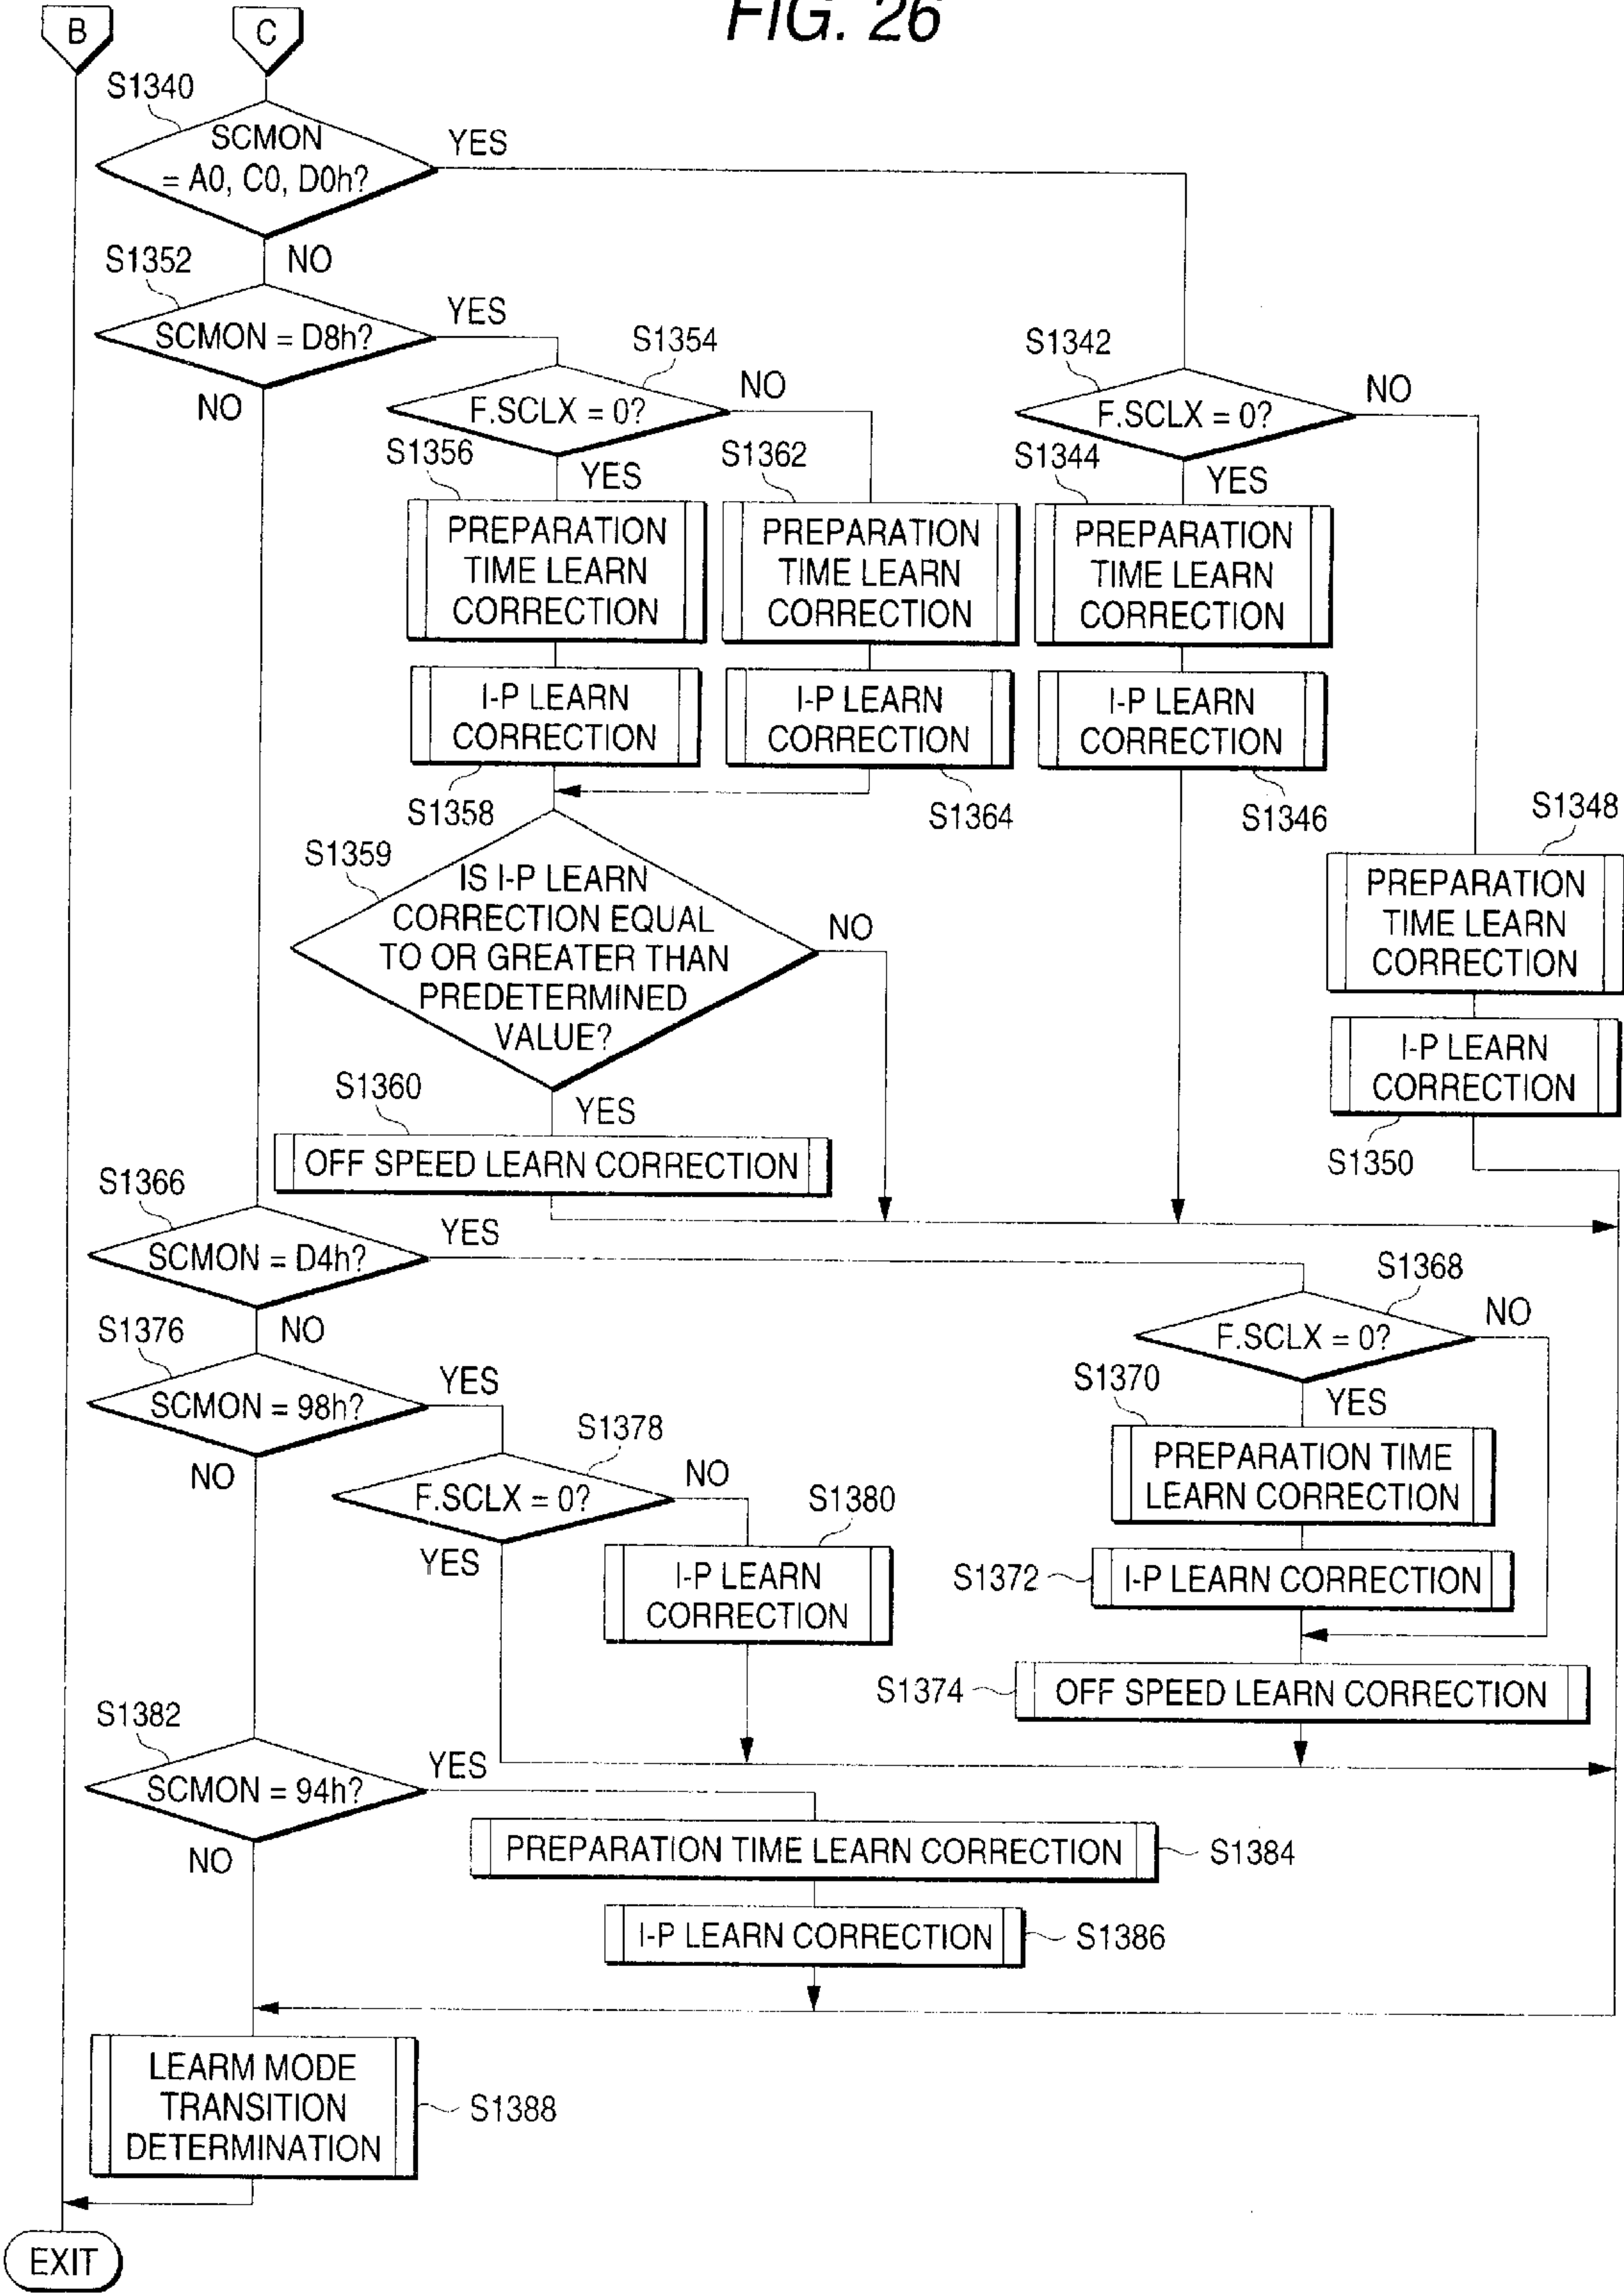 FIG. 26
B
C
S1340
SCMON
= A0, C0, D0h?
YES
NO
S1352
SCMON = D8h?
YES
NO
S1354
F.SCLX = 0?
NO
YES
S1342
F.SCLX = 0?
NO
YES
S1356
PREPARATION
TIME LEARN
CORRECTION
S1362
PREPARATION
TIME LEARN
CORRECTION
S1344
PREPARATION
TIME LEARN
CORRECTION
I-P LEARN
CORRECTION
S1358
I-P LEARN
CORRECTION
S1364
I-P LEARN
CORRECTION
S1346
S1348
PREPARATION
TIME LEARN
CORRECTION
I-P LEARN
CORRECTION
S1350
S1359
IS I-P LEARN
CORRECTION EQUAL
TO OR GREATER THAN
PREDETERMINED
VALUE?
NO
YES
S1360
OFF SPEED LEARN CORRECTION
S1366
SCMON = D4h?
YES
NO
S1368
F.SCLX = 0?
NO
YES
S1370
PREPARATION TIME
LEARN CORRECTION
S1372
I-P LEARN CORRECTION
S1374
OFF SPEED LEARN CORRECTION
S1376
SCMON = 98h?
YES
NO
S1378
F.SCLX = 0?
NO
YES
S1380
I-P LEARN
CORRECTION
S1382
SCMON = 94h?
YES
NO
PREPARATION TIME LEARN CORRECTION
S1384
I-P LEARN CORRECTION
S1386
LEARM MODE
TRANSITION
DETERMINATION
S1388
EXIT